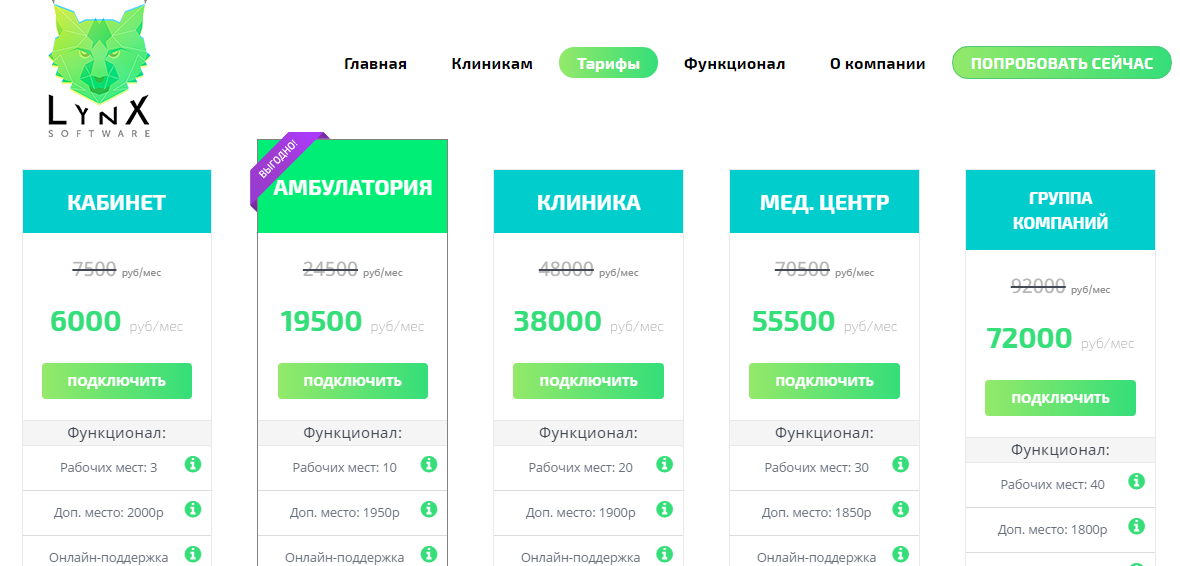 LYNX
SOFTWARE
Главная
Клиникам
Тарифы
Функционал
О компании
ПОПРОБОВАТЬ СЕЙЧАС
КАБИНЕТ
7500 руб/мес
6000 руб/мес
ПОДКЛЮЧИТЬ
Функционал:
Рабочих мест: 3
Доп. место: 2000р
Онлайн-поддержка
ВЫГОДНО!
АМБУЛАТОРИЯ
24500 руб/мес
19500 руб/мес
ПОДКЛЮЧИТЬ
Функционал:
Рабочих мест: 10
Доп. место: 1950р
Онлайн-поддержка
КЛИНИКА
48000 руб/мес
38000 руб/мес
ПОДКЛЮЧИТЬ
Функционал:
Рабочих мест: 20
Доп. место: 1900р
Онлайн-поддержка
МЕД. ЦЕНТР
70500 руб/мес
55500 руб/мес
ПОДКЛЮЧИТЬ
Функционал:
Рабочих мест: 30
Доп. место: 1850р
Онлайн-поддержка
ГРУППА
КОМПАНИЙ
92000 руб/мес
72000 руб/мес
ПОДКЛЮЧИТЬ
Функционал:
Рабочих мест: 40
Доп. место: 1800р